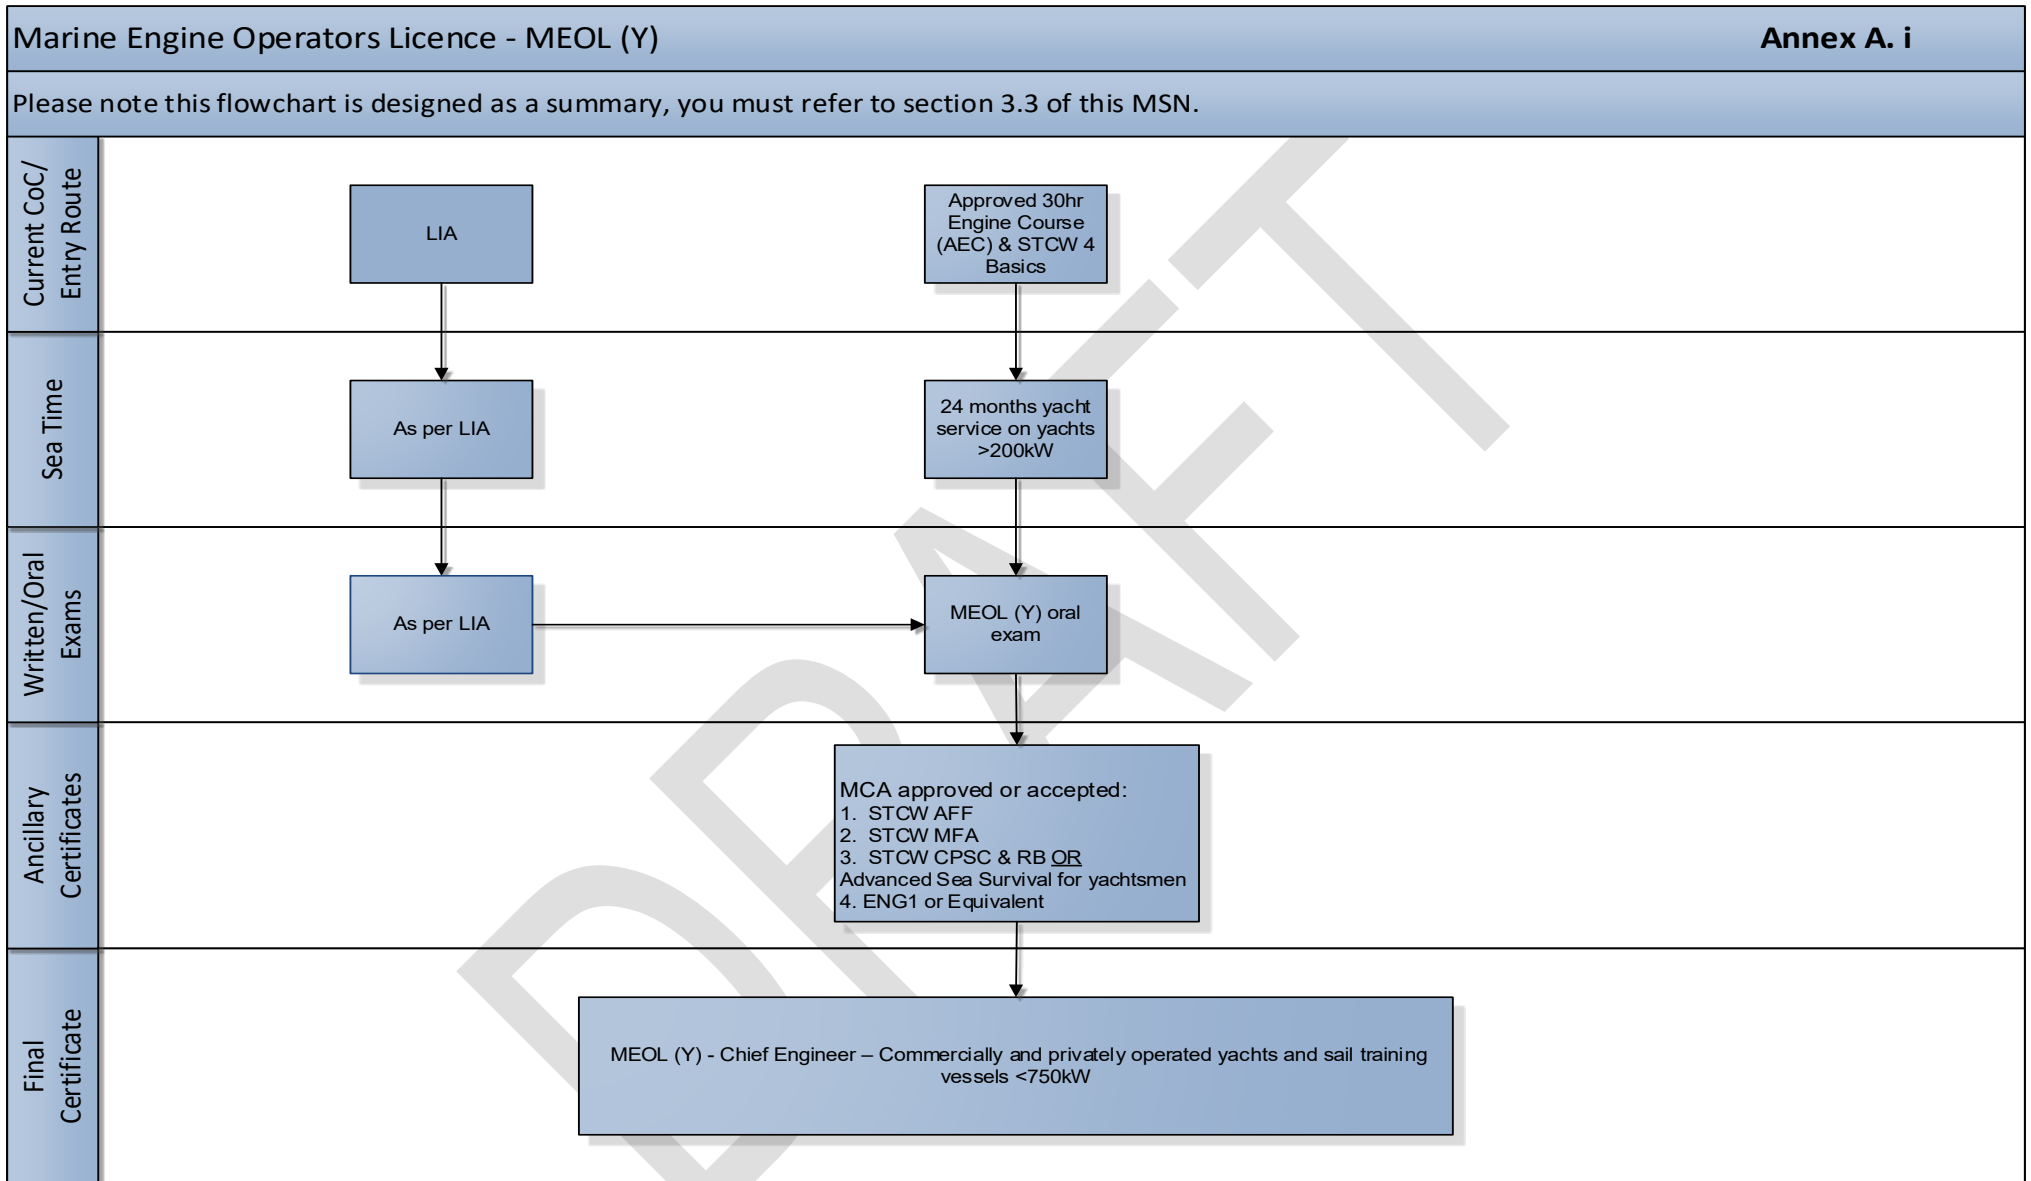 Marine Engine Operators Licence - MEOL (Y)
Annex A. i
Please note this flowchart is designed as a summary, you must refer to section 3.3 of this MSN.
Current CoC/
Entry Route
LIA
Approved 30hr
Engine Course
(AEC) & STCW 4
Basics
Sea Time
As per LIA
24 months yacht
service on yachts
>200kW
Written/Oral
Exams
As per LIA
MEOL (Y) oral
exam
Ancillary
Certificates
MCA approved or accepted:
1. STCW AFF
2. STCW MFA
3. STCW CPSC & RB OR
Advanced Sea Survival for yachtsmen
4. ENG1 or Equivalent
Final
Certificate
MEOL (Y) - Chief Engineer – Commercially and privately operated yachts and sail training
vessels <750kW
DRAFT